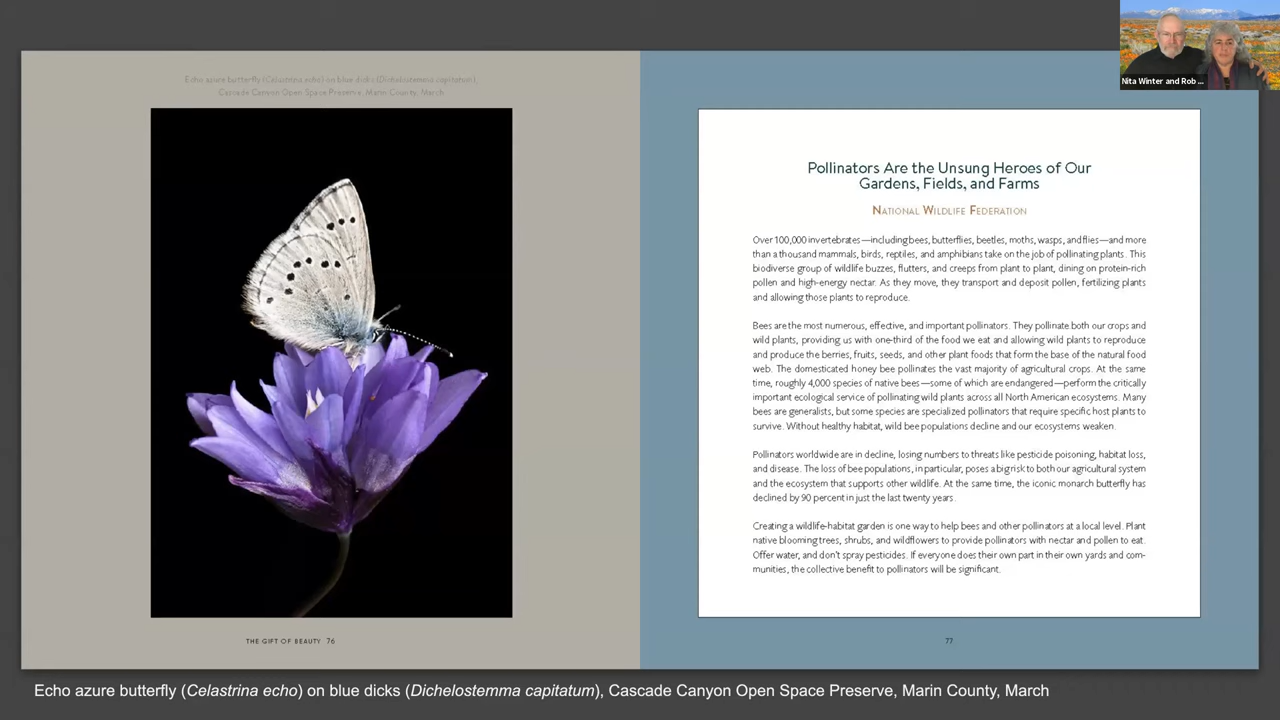 Nita Winter and Rob ...
Echo azure butterfly (Celastrina echo) on blue dicks (Dichelostemma capitatum),
Cascade Canyon Open Space Preserve, Marin County, March
THE GIFT OF BEAUTY 76
Pollinators Are the Unsung Heroes of Our
Gardens, Fields, and Farms
National Wildlife Federation
Over 100,000 invertebrates—including bees, butterflies, beetles, moths, wasps, and flies—and more
than a thousand mammals, birds, reptiles, and amphibians take on the job of pollinating plants. This
biodiverse group of wildlife buzzes, flutters, and creeps from plant to plant, dining on protein-rich
pollen and high-energy nectar. As they move, they transport and deposit pollen, fertilizing plants
and allowing those plants to reproduce.
Bees are the most numerous, effective, and important pollinators. They pollinate both our crops and
wild plants, providing us with one-third of the food we eat and allowing wild plants to reproduce
and produce the berries, fruits, seeds, and other plant foods that form the base of the natural food
web. The domesticated honey bee pollinates the vast majority of agricultural crops. At the same
time, roughly 4,000 species of native bees—some of which are endangered—perform the critically
important ecological service of pollinating wild plants across all North American ecosystems. Many
bees are generalists, but some species are specialized pollinators that require specific host plants to
survive. Without healthy habitat, wild bee populations decline and our ecosystems weaken.
Pollinators worldwide are in decline, losing numbers to threats like pesticide poisoning, habitat loss,
and disease. The loss of bee populations, in particular, poses a big risk to both our agricultural system
and the ecosystem that supports other wildlife. At the same time, the iconic monarch butterfly has
declined by 90 percent in just the last twenty years.
Creating a wildlife-habitat garden is one way to help bees and other pollinators at a local level. Plant
native blooming trees, shrubs, and wildflowers to provide pollinators with nectar and pollen to eat.
Offer water, and don't spray pesticides. If everyone does their own part in their own yards and com-
munities, the collective benefit to pollinators will be significant.
77
Echo azure butterfly (Celastrina echo) on blue dicks (Dichelostemma capitatum), Cascade Canyon Open Space Preserve, Marin County, March